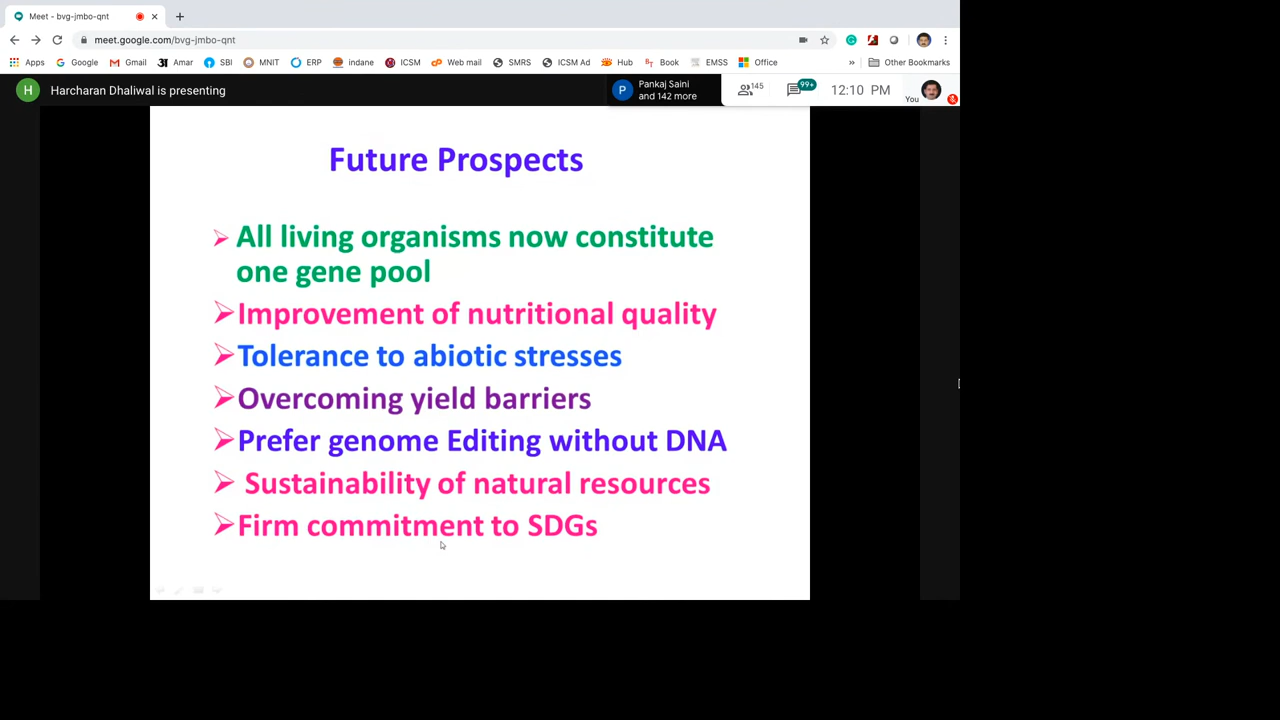 Meet - bvg-jmbo-qnt
meet.google.com/bvg-jmbo-qnt
Apps Google Gmail Amar SBI MNIT ERP indane ICSM Web mail SMRS ICSM Ad Hub Book EMSS Office » Other Bookmarks
H Harcharan Dhaliwal is presenting
P Pankaj Saini
and 142 more
145
99+
12:10 PM
You
Future Prospects
All living organisms now constitute
one gene pool
Improvement of nutritional quality
Tolerance to abiotic stresses
Overcoming yield barriers
Prefer genome Editing without DNA
Sustainability of natural resources
Firm commitment to SDGs